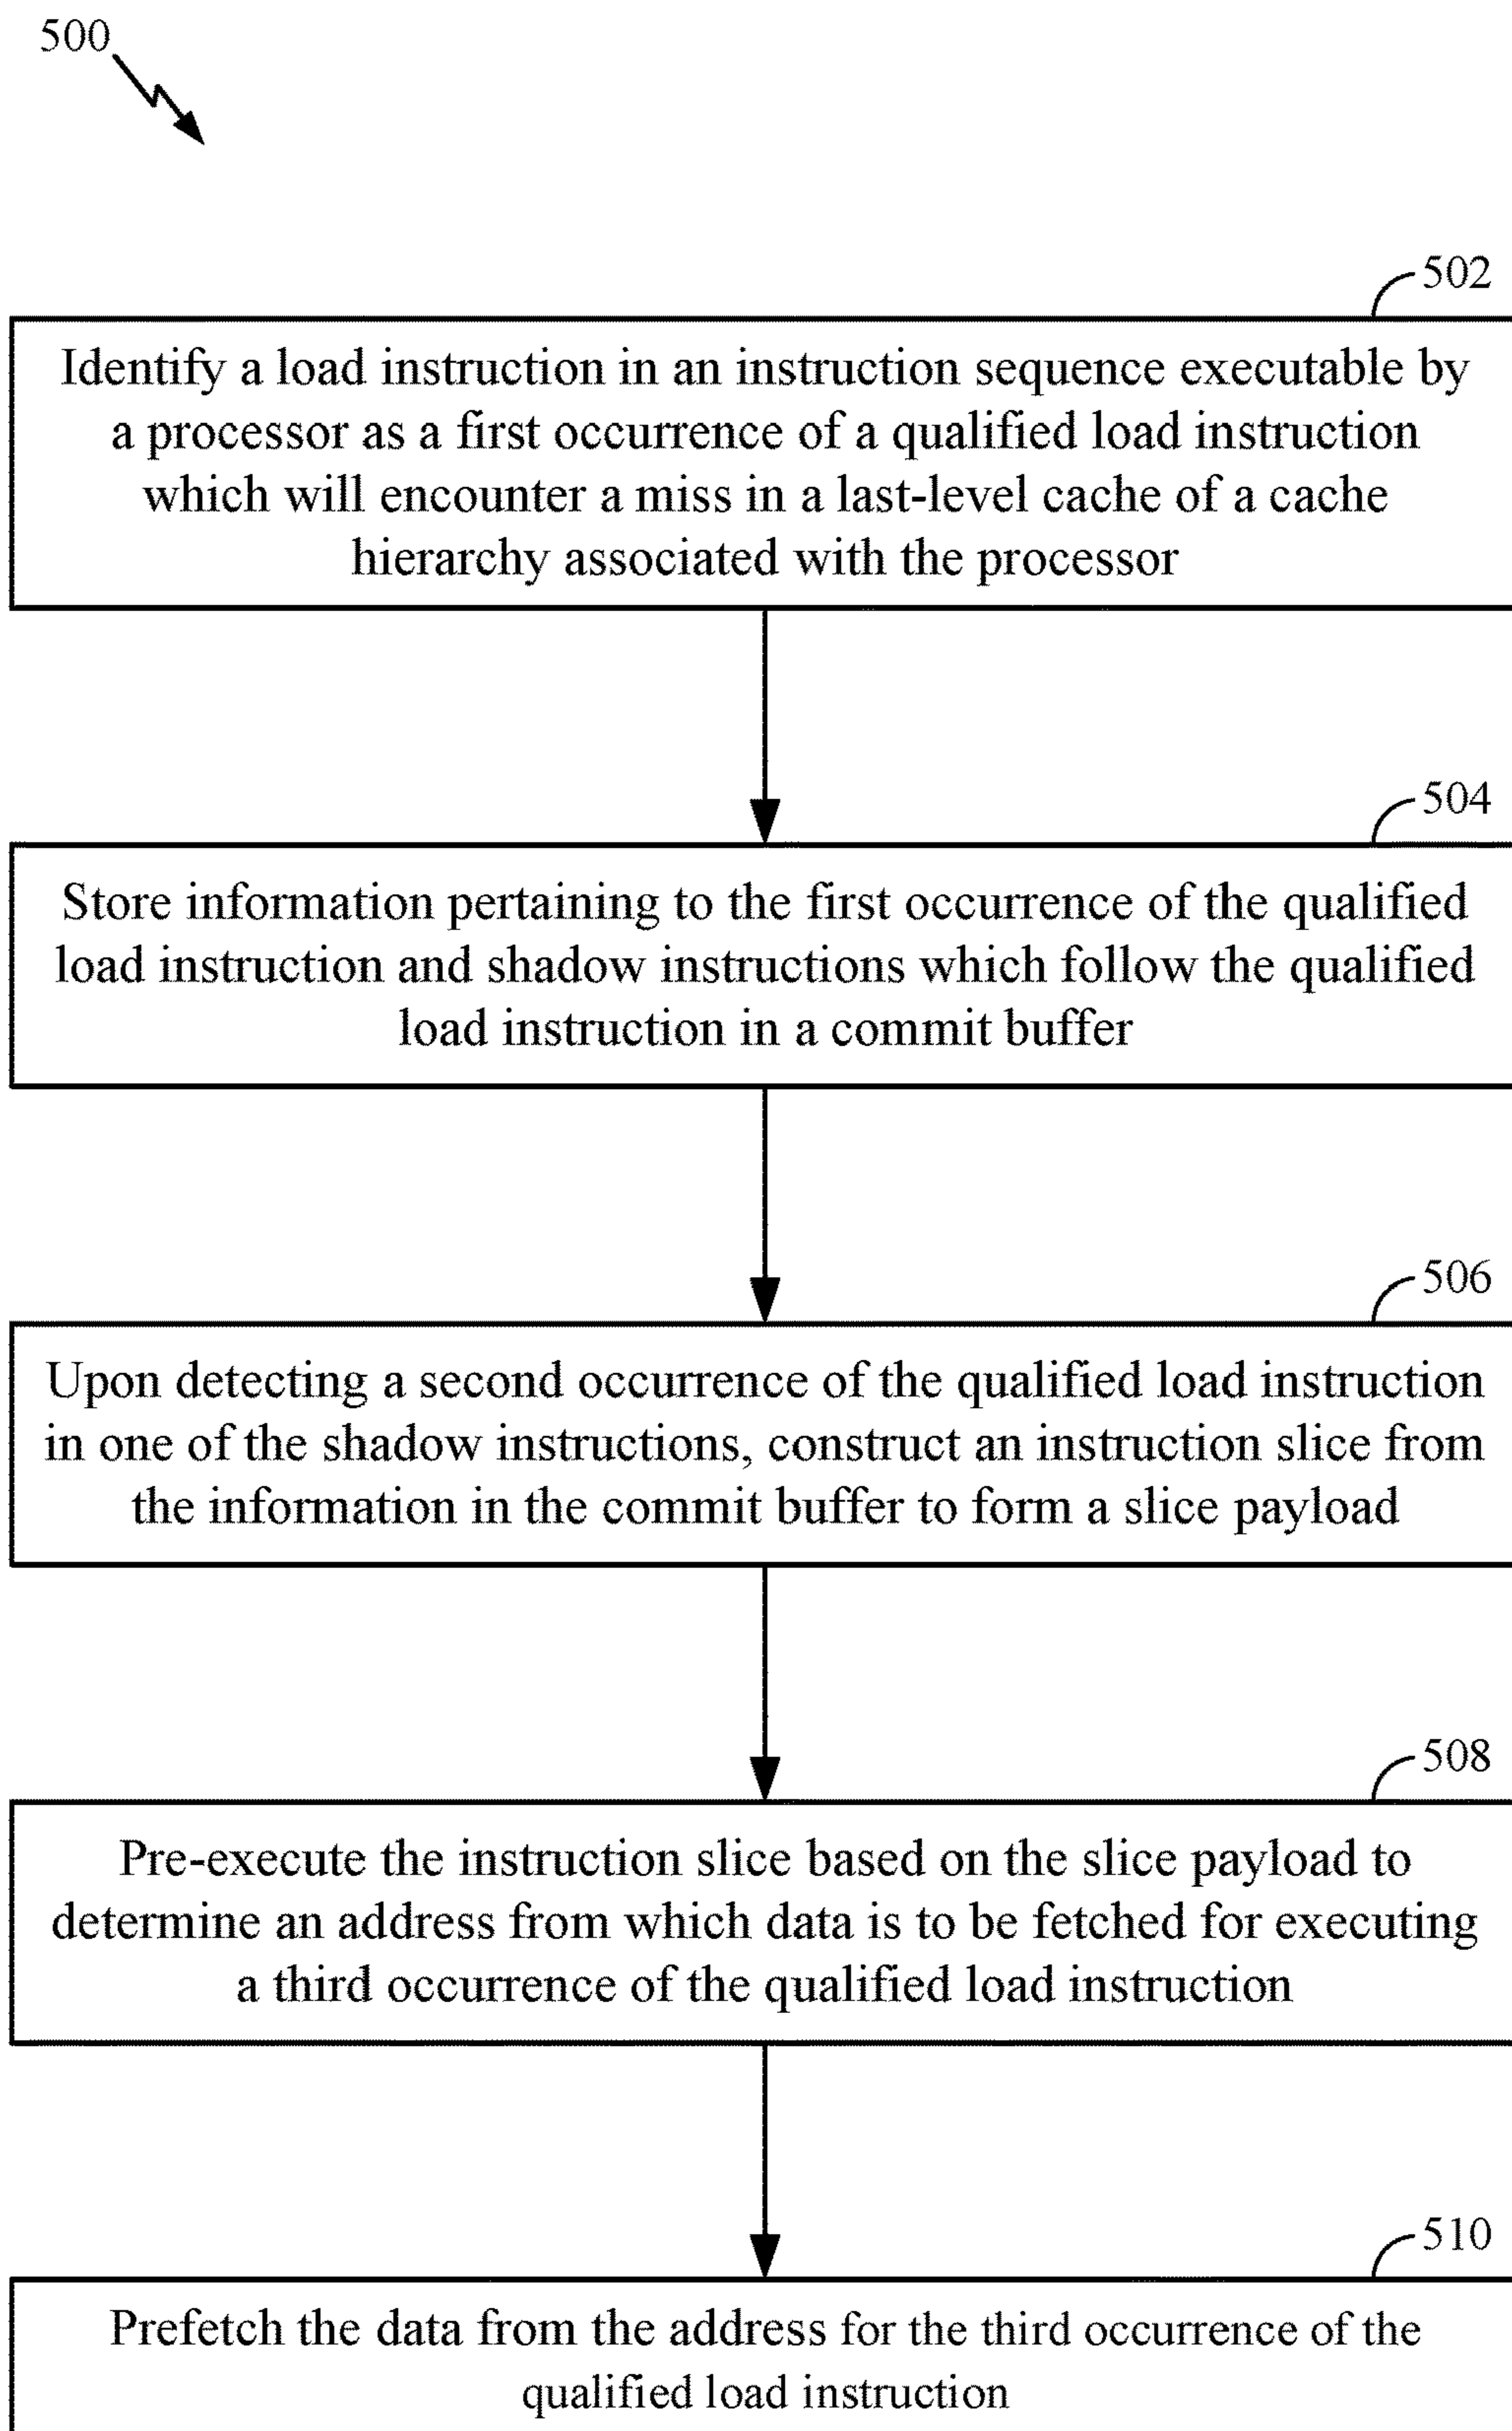 500
502
Identify a load instruction in an instruction sequence executable by
a processor as a first occurrence of a qualified load instruction
which will encounter a miss in a last-level cache of a cache
hierarchy associated with the processor
504
Store information pertaining to the first occurrence of the qualified
load instruction and shadow instructions which follow the qualified
load instruction in a commit buffer
506
Upon detecting a second occurrence of the qualified load instruction
in one of the shadow instructions, construct an instruction slice from
the information in the commit buffer to form a slice payload
508
Pre-execute the instruction slice based on the slice payload to
determine an address from which data is to be fetched for executing
a third occurrence of the qualified load instruction
510
Prefetch the data from the address for the third occurrence of the
qualified load instruction